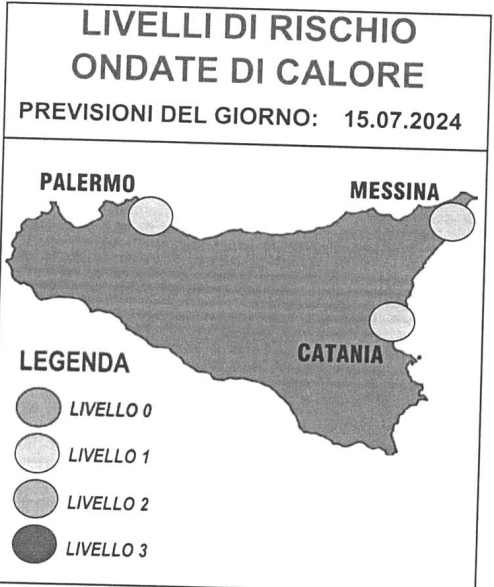 LIVELLI DI RISCHIO
ONDATE DI CALORE
PREVISIONI DEL GIORNO: 15.07.2024
PALERMO
MESSINA
CATANIA
LEGENDA
LIVELLO 0
LIVELLO 1
LIVELLO 2
LIVELLO 3